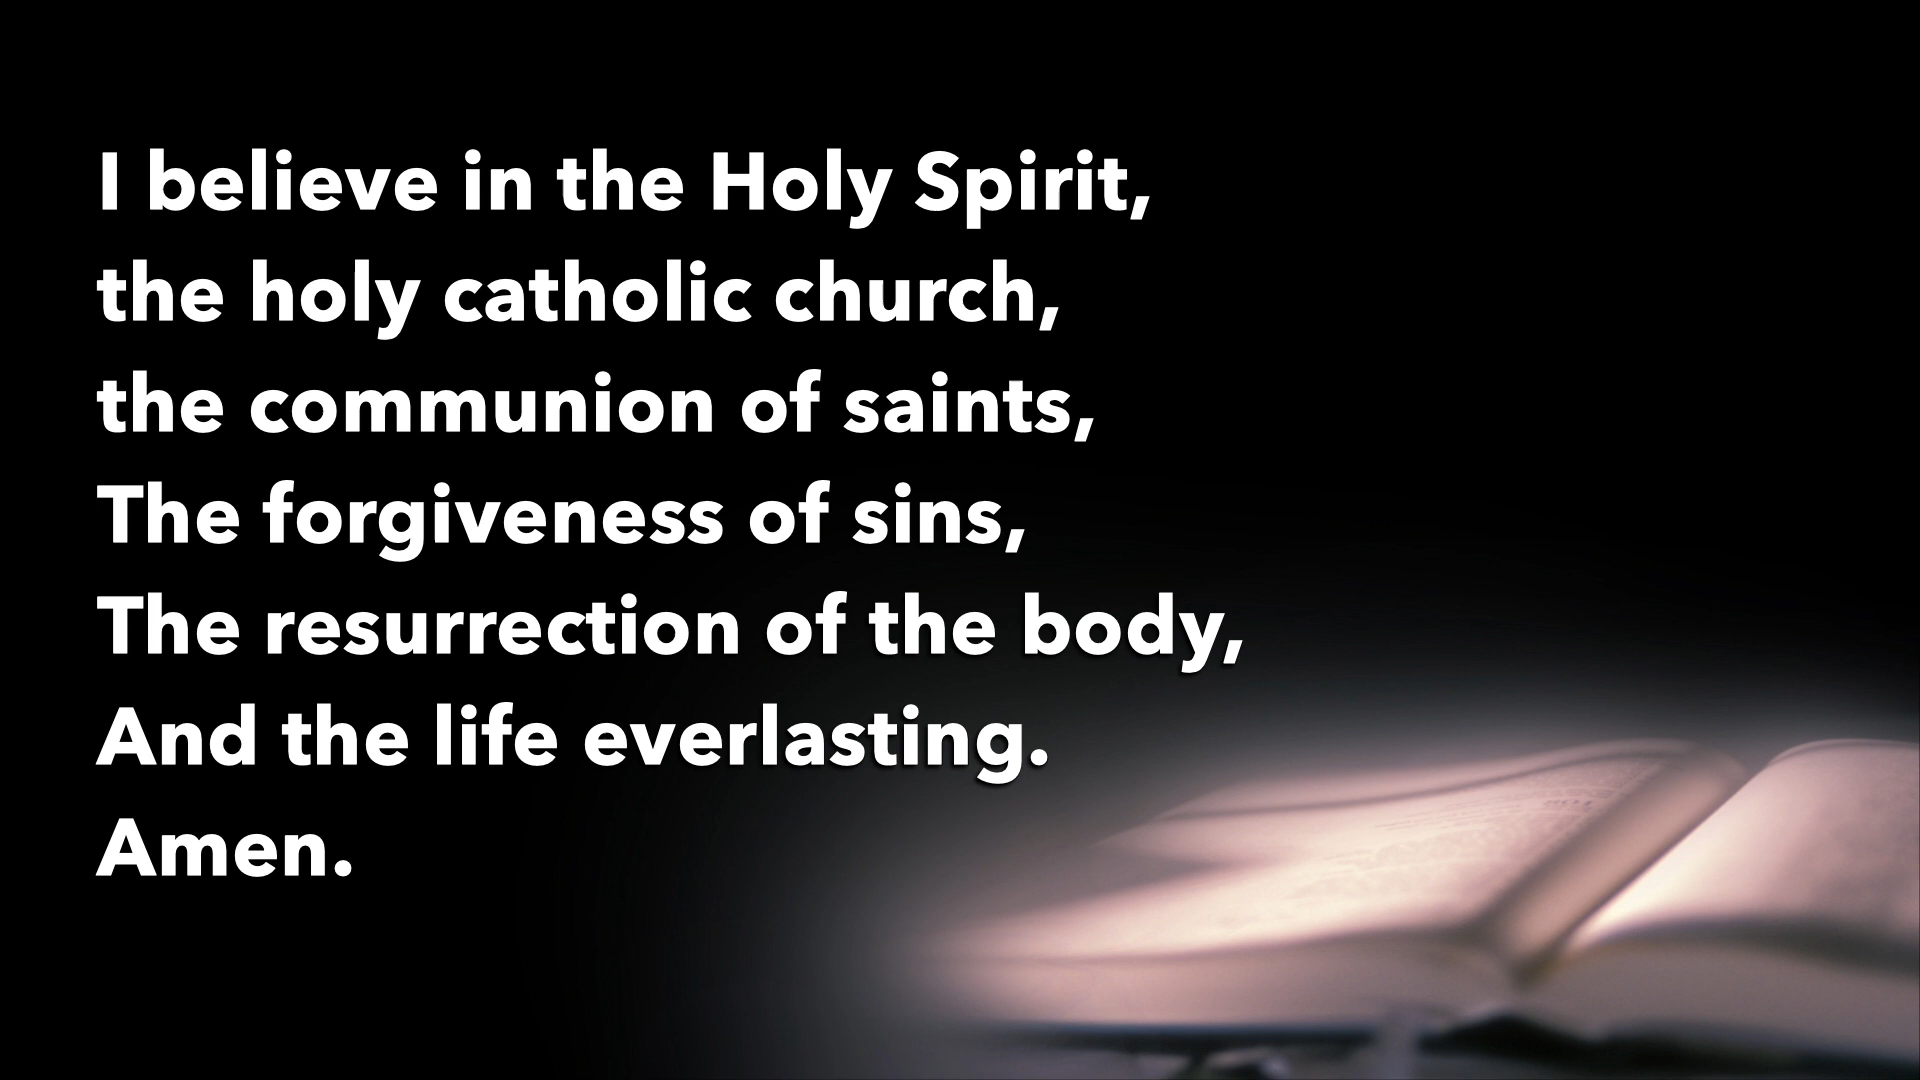 I believe in the Holy Spirit,
the holy catholic church,
the communion of saints,
The forgiveness of sins,
The resurrection of the body,
And the life everlasting.
Amen.